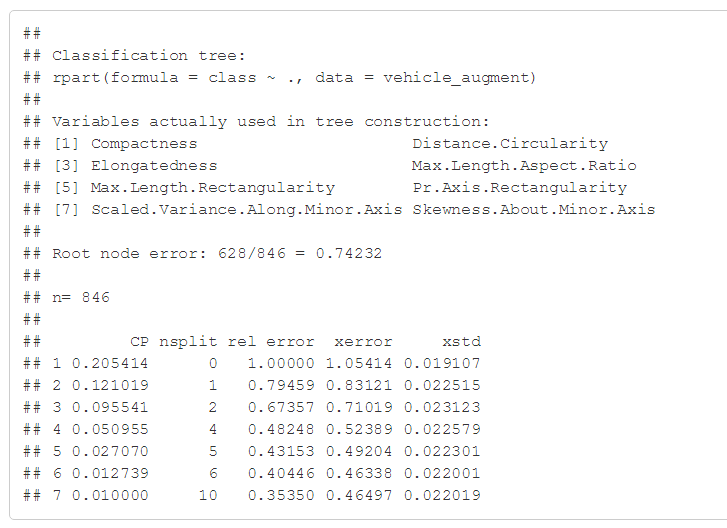 ##
## Classification tree:
## rpart(formula = class ~ ., data = vehicle_augment)
##
## Variables actually used in tree construction:
## [1] Compactness                      Distance.Circularity
## [3] Elongatedness                    Max.Length.Aspect.Ratio
## [5] Max.Length.Rectangularity        Pr.Axis.Rectangularity
## [7] Scaled.Variance.Along.Minor.Axis Skewness.About.Minor.Axis
##
## Root node error: 628/846 = 0.74232
##
## n= 846
##
##         CP nsplit rel error  xerror     xstd
## 1 0.205414      0   1.00000 1.05414 0.019107
## 2 0.121019      1   0.79459 0.83121 0.022515
## 3 0.095541      2   0.67357 0.71019 0.023123
## 4 0.050955      4   0.48248 0.52389 0.022579
## 5 0.027070      5   0.43153 0.49204 0.022301
## 6 0.012739      6   0.40446 0.46338 0.022001
## 7 0.010000     10   0.35350 0.46497 0.022019